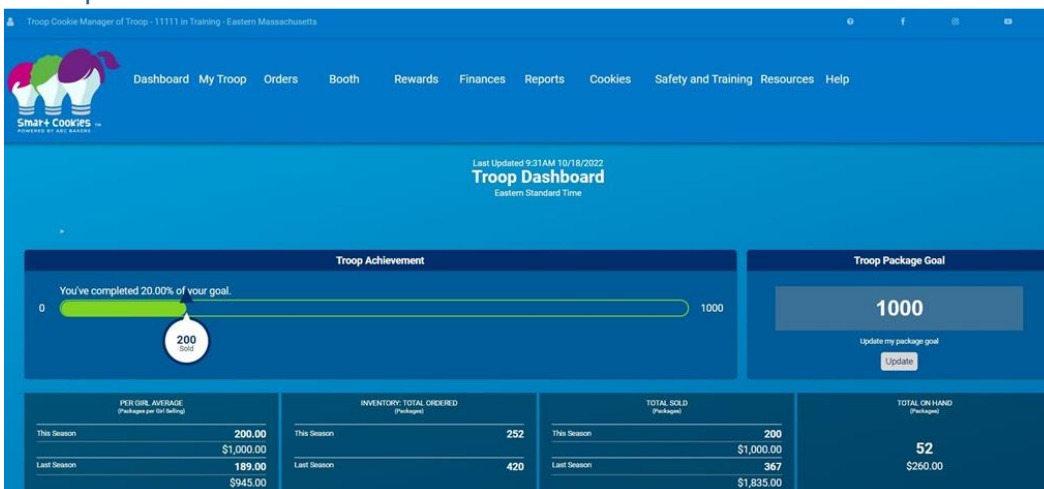 Troop Cookie Manager of Troop - 11111 in Training - Eastern Massachusetts
Dashboard My Troop Orders Booth Rewards Finances Reports Cookies Safety and Training Resources Help
Smart Cookies TM
POWERED BY ABC BAKERS
Last Updated 9:31AM 10/18/2022
Troop Dashboard
Eastern Standard Time
Troop Achievement
You've completed 20.00% of your goal.
0 1000
200
Sold
Troop Package Goal
1000
Update my package goal
Update
PER GIRL AVERAGE
(Packages per Girl Selling)
This Season 200.00
$1,000.00
Last Season 189.00
$945.00
INVENTORY: TOTAL ORDERED
(Packages)
This Season 252
Last Season 420
TOTAL SOLD
(Packages)
This Season 200
$1,000.00
Last Season 367
$1,835.00
TOTAL ON HAND
(Packages)
52
$260.00